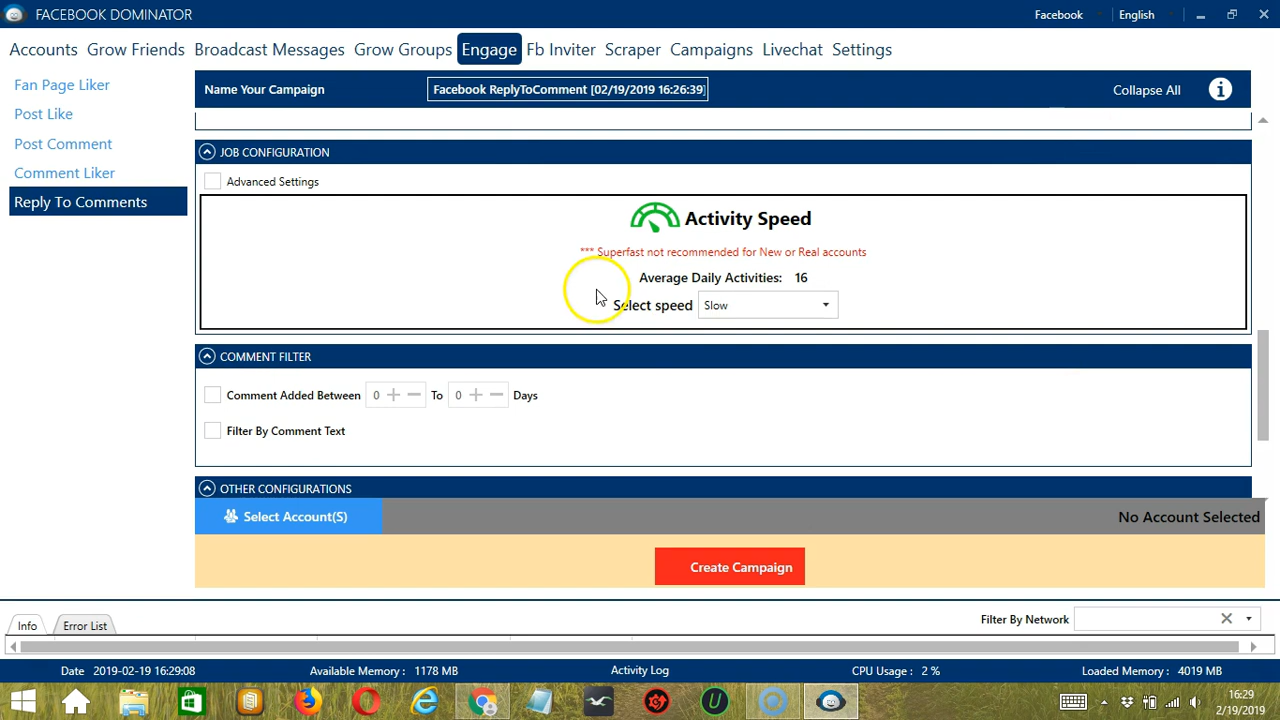 FACEBOOK DOMINATOR
Facebook English
Accounts Grow Friends Broadcast Messages Grow Groups Engage Fb Inviter Scraper Campaigns Livechat Settings
Fan Page Liker
Post Like
Post Comment
Comment Liker
Reply To Comments
Name Your Campaign Facebook ReplyToComment [02/19/2019 16:26:39] Collapse All
JOB CONFIGURATION
Advanced Settings
Activity Speed
*** Superfast not recommended for New or Real accounts
Average Daily Activities: 16
Select speed Slow
COMMENT FILTER
Comment Added Between 0 To 0 Days
Filter By Comment Text
OTHER CONFIGURATIONS
Select Account(S) No Account Selected
Create Campaign
Info Error List Filter By Network
Date 2019-02-19 16:29:08 Available Memory : 1178 MB Activity Log CPU Usage : 2 % Loaded Memory : 4019 MB
16:29
2/19/2019